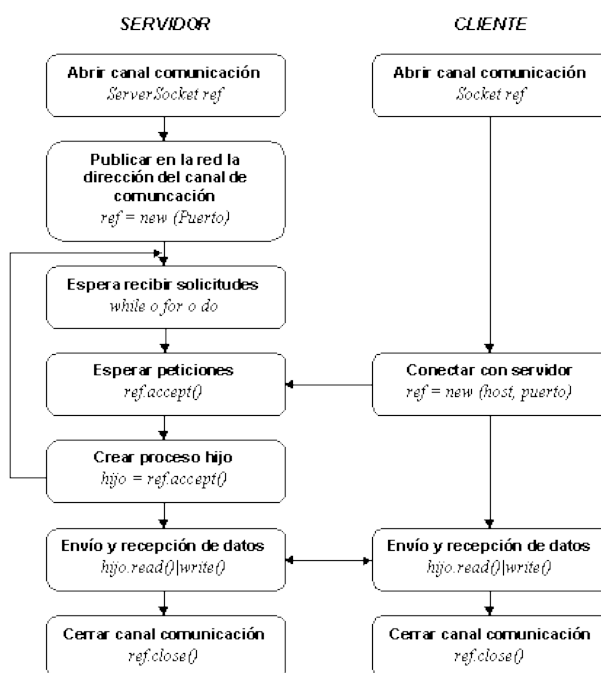 SERVIDOR
CLIENTE
Abrir canal comunicación
ServerSocket ref
Abrir canal comunicación
Socket ref
Publicar en la red la
dirección del canal de
comuncación
ref = new (Puerto)
Espera recibir solicitudes
while o for o do
Esperar peticiones
ref.accept()
Conectar con servidor
ref = new (host, puerto)
Crear proceso hijo
hijo = ref.accept()
Envío y recepción de datos
hijo.read()|write()
Envío y recepción de datos
hijo.read()|write()
Cerrar canal comunicación
ref.close()
Cerrar canal comunicación
ref.close()